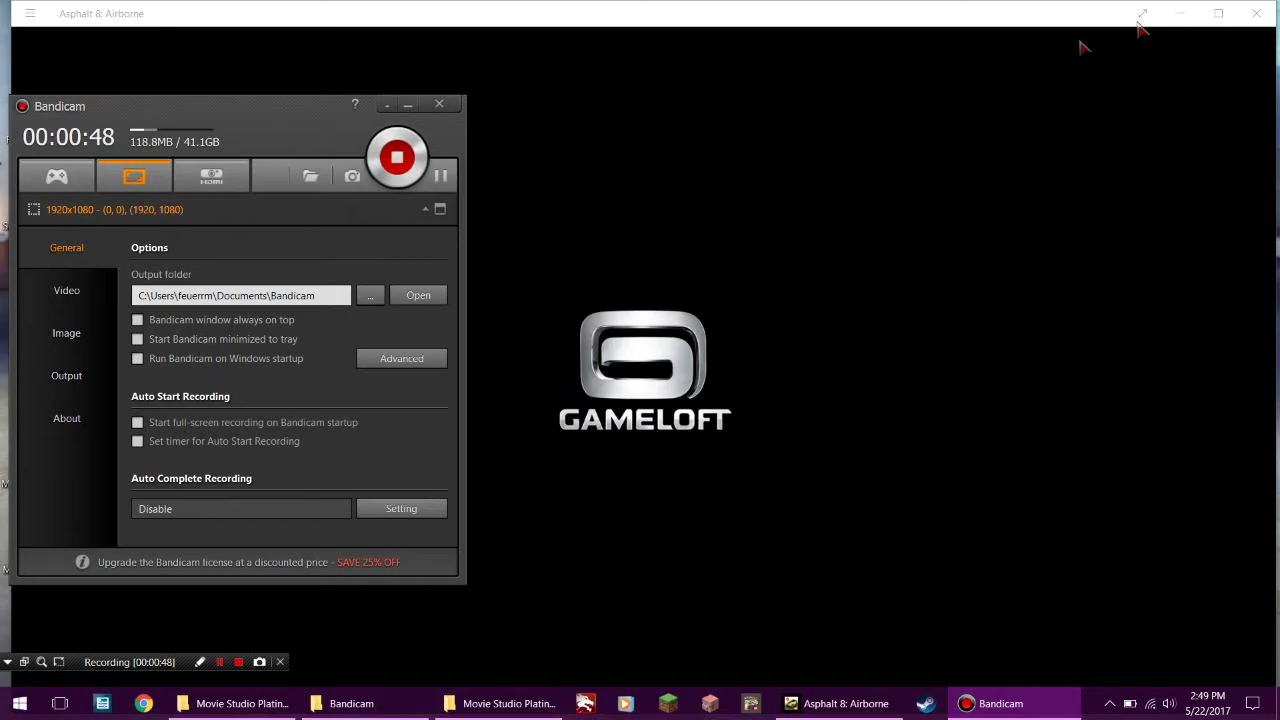 Asphalt 8: Airborne
Bandicam
?
00:00:48
118.8MB / 41.1GB
HDMI
1920x1080 - (0, 0), (1920, 1080)
General
Options
Output folder
Video
C:\Users\feuerrm\Documents\Bandicam
...
Open
Bandicam window always on top
Image
Start Bandicam minimized to tray
Run Bandicam on Windows startup
Advanced
Output
Auto Start Recording
About
Start full-screen recording on Bandicam startup
Set timer for Auto Start Recording
Auto Complete Recording
Disable
Setting
Upgrade the Bandicam license at a discounted price - SAVE 25% OFF
GAMELOFT
Recording [00:00:48]
Movie Studio Platin...
Bandicam
Movie Studio Platin...
Asphalt 8: Airborne
Bandicam
2:49 PM
5/22/2017